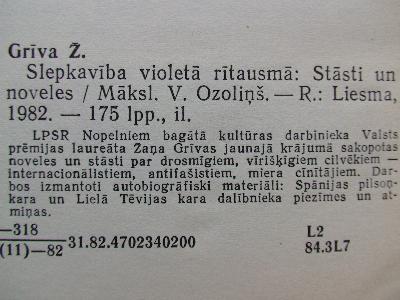 Grīva Ž.
Slepkavība violetā rītausmā: Stāsti un
noveles / Māksl. V. Ozoliņš. — R.: Liesma,
1982. — 175 lpp., il.
LPSR Nopelniem bagātā kultūras darbinieka Valsts
prēmijas laureāta Žaņa Grīvas jaunajā krājumā sakopotas
noveles un stāsti par drosmīgiem, vīrišķīgiem cilvēkiem —
internacionālistiem, antifašistiem, miera cīnītājiem. Dar-
bos izmantoti autobiogrāfiski materiāli: Spānijas pilsoņ-
kara un Lielā Tēvijas kara dalībnieka piezīmes un at-
miņas.
—318
(11)—82
31.82.4702340200
L2
84.3L7